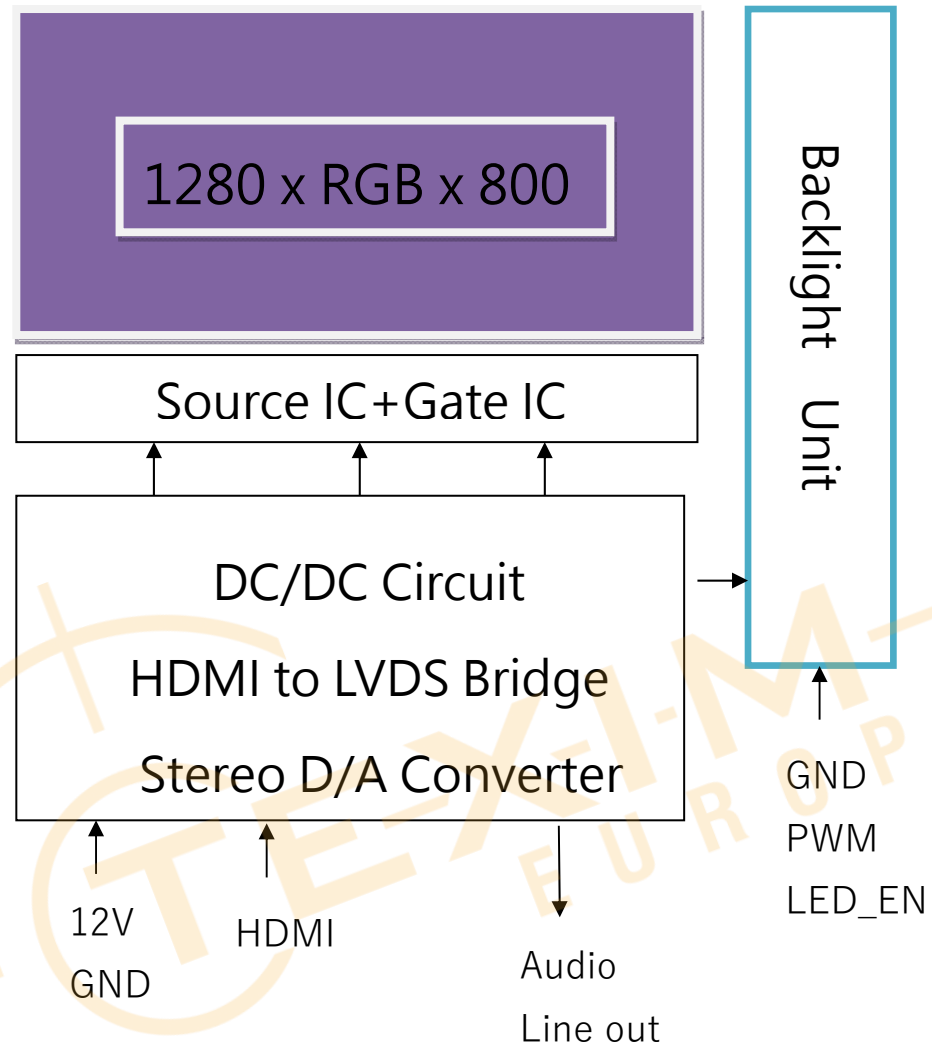 1280 x RGB x 800
Backlight Unit
Source IC+Gate IC
DC/DC Circuit
HDMI to LVDS Bridge
Stereo D/A Converter
12V
GND
HDMI
Audio
Line out
GND
PWM
LED_EN
TEXIM
EUROP